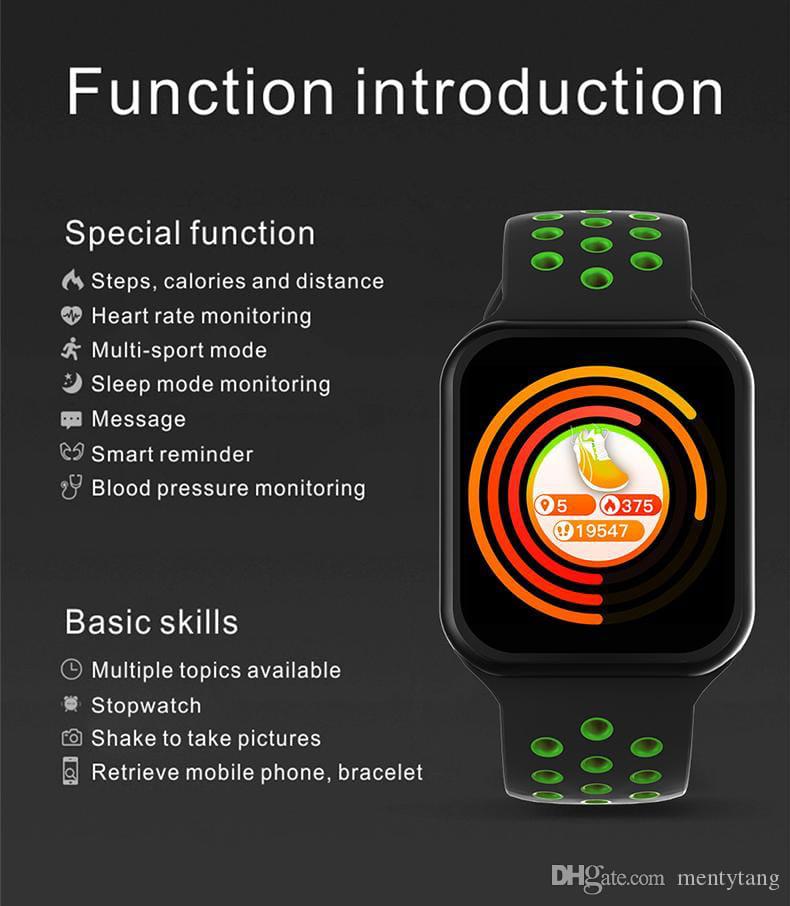 Function introduction
Special function
Steps, calories and distance
Heart rate monitoring
Multi-sport mode
Sleep mode monitoring
Message
Smart reminder
Blood pressure monitoring
5 375
19547
Basic skills
Multiple topics available
Stopwatch
Shake to take pictures
Retrieve mobile phone, bracelet
DHgate.com mentytang